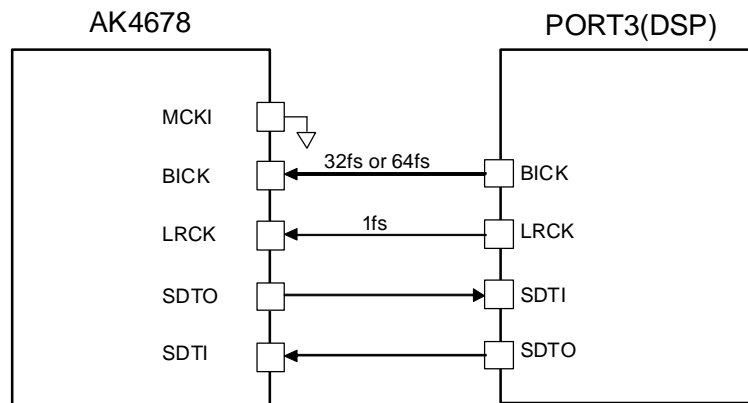 AK4678 PORT3(DSP)
MCKI
32fs or 64fs
BICK BICK
1fs
LRCK LRCK
SDTO SDTI
SDTI SDTO